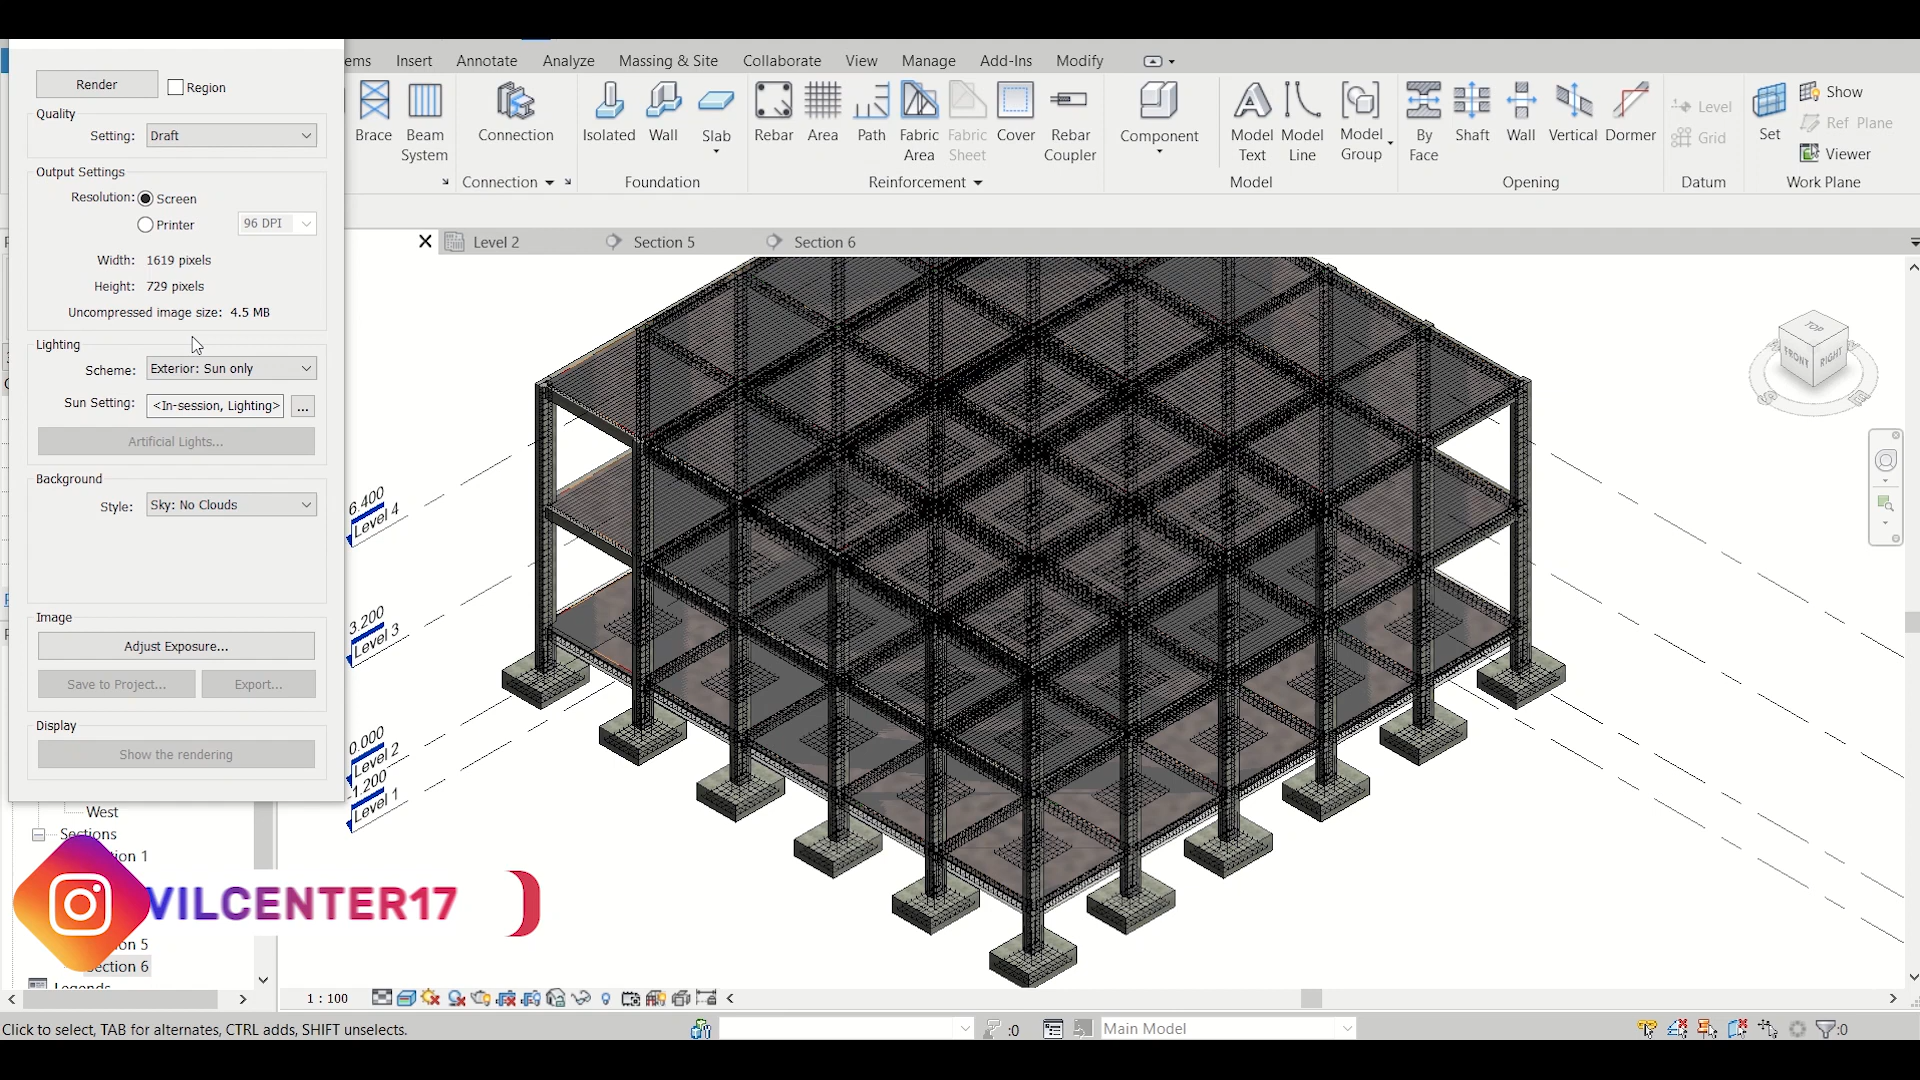 ems Insert Annotate Analyze Massing & Site Collaborate View Manage Add-Ins Modify
Render Region
Quality
Setting: Draft
Output Settings
Resolution: Screen
Printer 96 DPI
Width: 1619 pixels
Height: 729 pixels
Uncompressed image size: 4.5 MB
Lighting
Scheme: Exterior: Sun only
Sun Setting: <In-session, Lighting> ...
Artificial Lights...
Background
Style: Sky: No Clouds
Image
Adjust Exposure...
Save to Project... Export...
Display
Show the rendering
Brace Beam System Connection Isolated Wall Slab Rebar Area Path Fabric Area Fabric Sheet Cover Rebar Coupler Component Model Text Model Line Model Group By Face Shaft Wall Vertical Dormer Level Grid Set Show Ref Plane Viewer
Connection Foundation Reinforcement Model Opening Datum Work Plane
Level 2 Section 5 Section 6
TOP
FRONT RIGHT
6.400
Level 4
3.200
Level 3
0.000
Level 2
-1.200
Level 1
West
Sections
tion 1
VILCENTER17
on 5
ection 6
Legends
1 : 100
Click to select, TAB for alternates, CTRL adds, SHIFT unselects.
:0
Main Model
:0